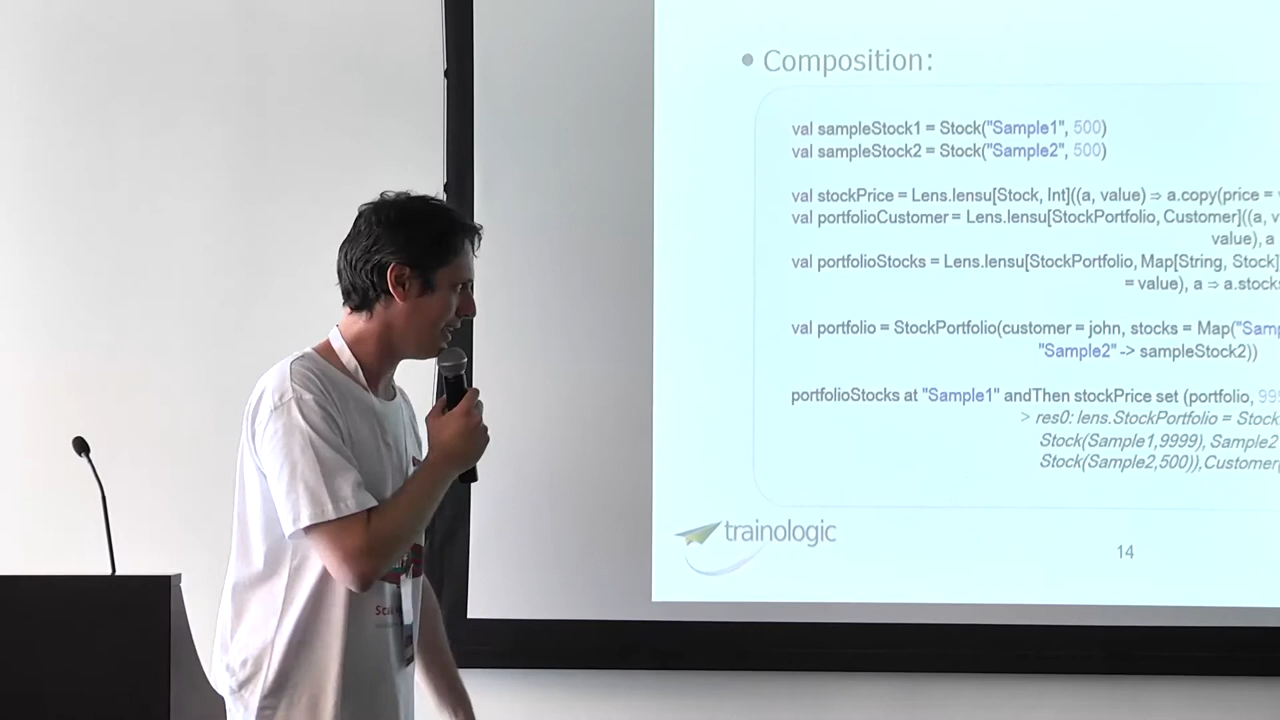 • Composition:
val sampleStock1 = Stock("Sample1", 500)
val sampleStock2 = Stock("Sample2", 500)
val stockPrice = Lens.lensu[Stock, Int]((a, value) ⇒ a.copy(price =
val portfolioCustomer = Lens.lensu[StockPortfolio, Customer]((a,
value), a
val portfolioStocks = Lens.lensu[StockPortfolio, Map[String, Stock]
= value), a ⇒ a.stocks
val portfolio = StockPortfolio(customer = john, stocks = Map("Samp
"Sample2" -> sampleStock2))
portfolioStocks at "Sample1" andThen stockPrice set (portfolio, 999
> res0: lens.StockPortfolio = Stock
Stock(Sample1,9999), Sample2
Stock(Sample2,500)),Customer(
trainologic
14